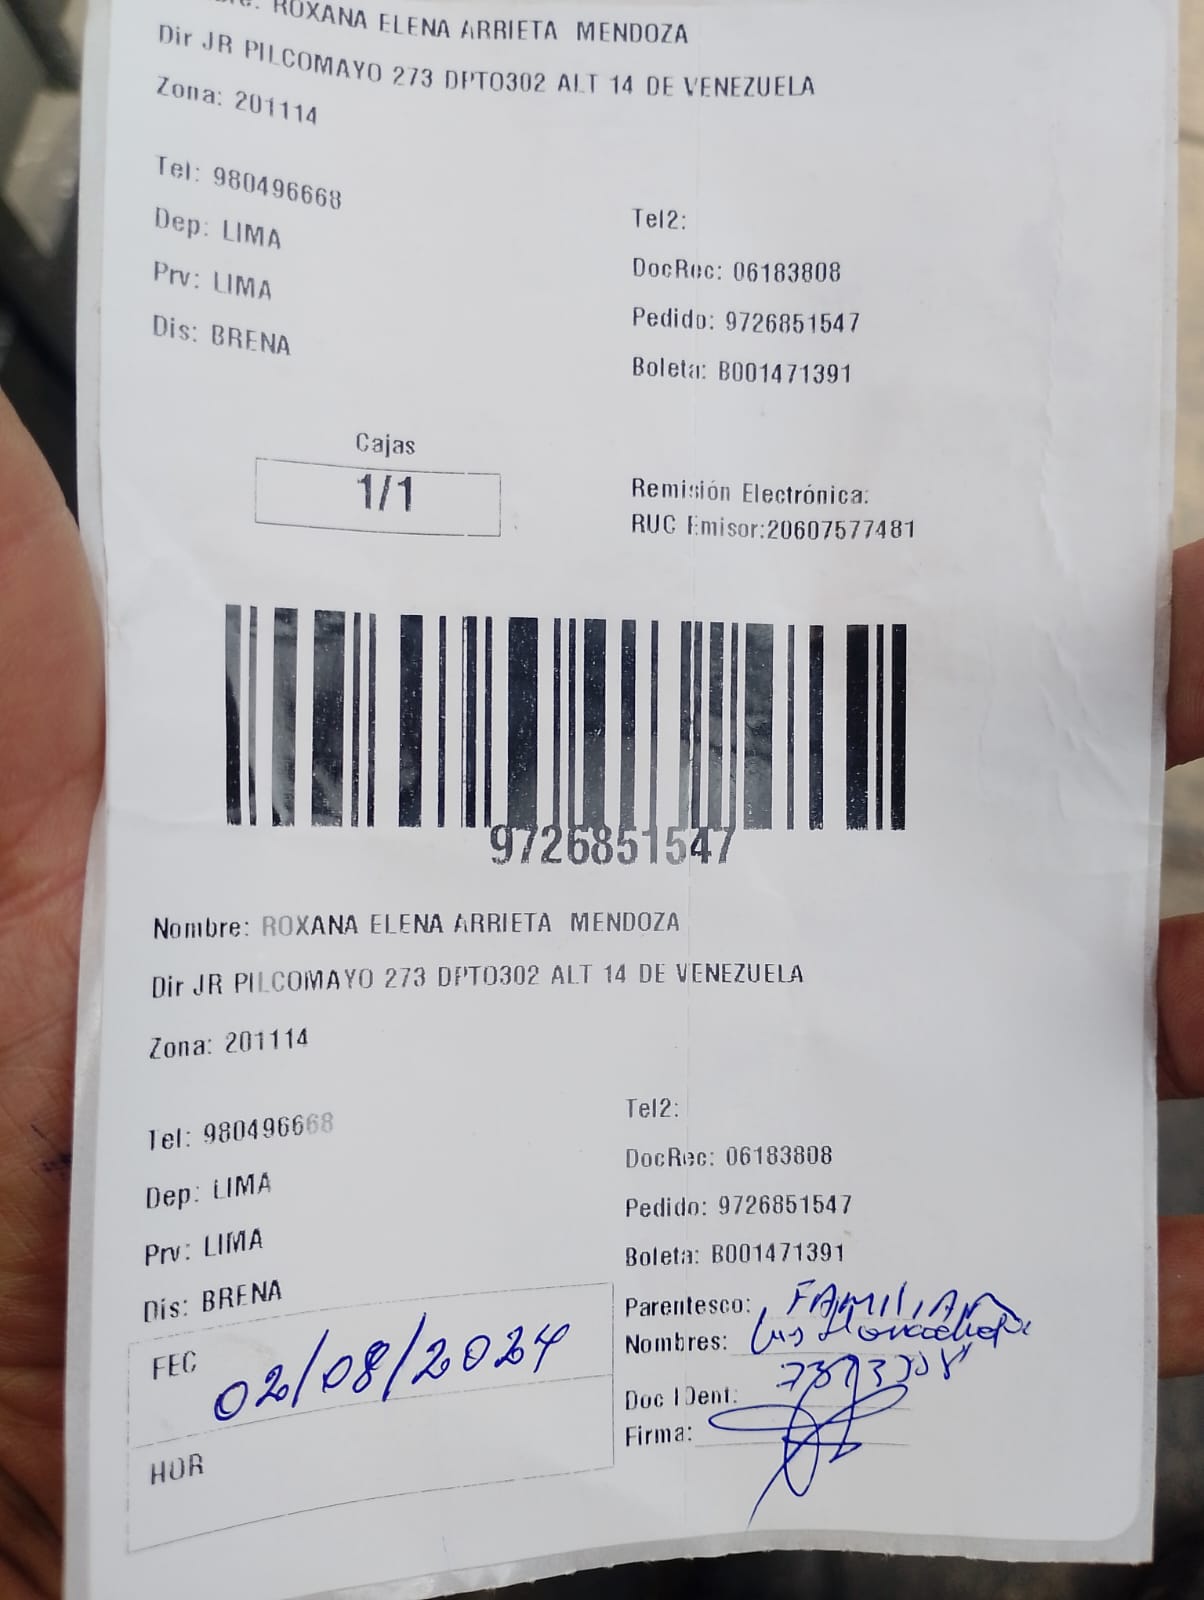 ROXANA ELENA ARRIETA MENDOZA
Dir JR PILCOMAYO 273 DPTO302 ALT 14 DE VENEZUELA
Zona: 201114
Tel: 980496668
Tel2:
Dep: LIMA
DocRec: 06183808
Prv: LIMA
Pedido: 9726851547
Dis: BRENA
Boleta: B001471391
Cajas
1/1
Remisión Electrónica:
RUC Emisor:20607577481
9726851547
Nombre: ROXANA ELENA ARRIETA MENDOZA
Dir JR PILCOMAYO 273 DPTO302 ALT 14 DE VENEZUELA
Zona: 201114
Tel: 980496668
Tel2:
Dep: LIMA
DocRec: 06183808
Prv: LIMA
Pedido: 9726851547
Dis: BRENA
Boleta: B001471391
FEC 02/08/2024
HOR
Parentesco: FAMILIAR
Nombres: Luis
Doc IDent:
Firma: